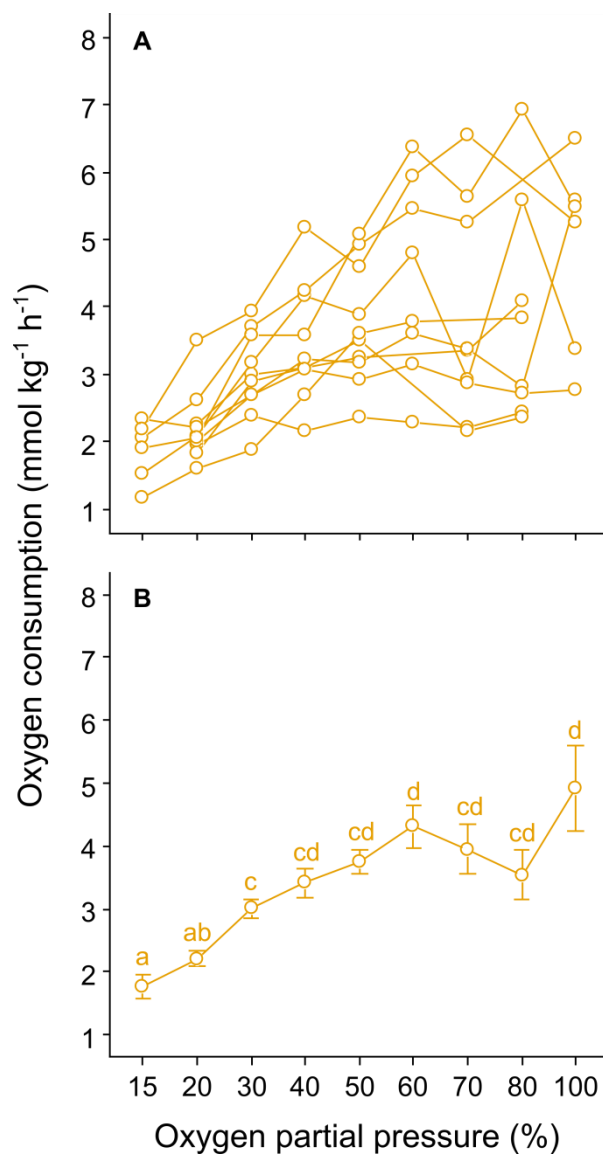 A
8
7
6
5
4
3
2
1
Oxygen consumption (mmol kg⁻¹ h⁻¹)
B
8
7
6
5
4
3
2
1
a
ab
c
cd
cd
d
cd
cd
d
15 20 30 40 50 60 70 80 100
Oxygen partial pressure (%)